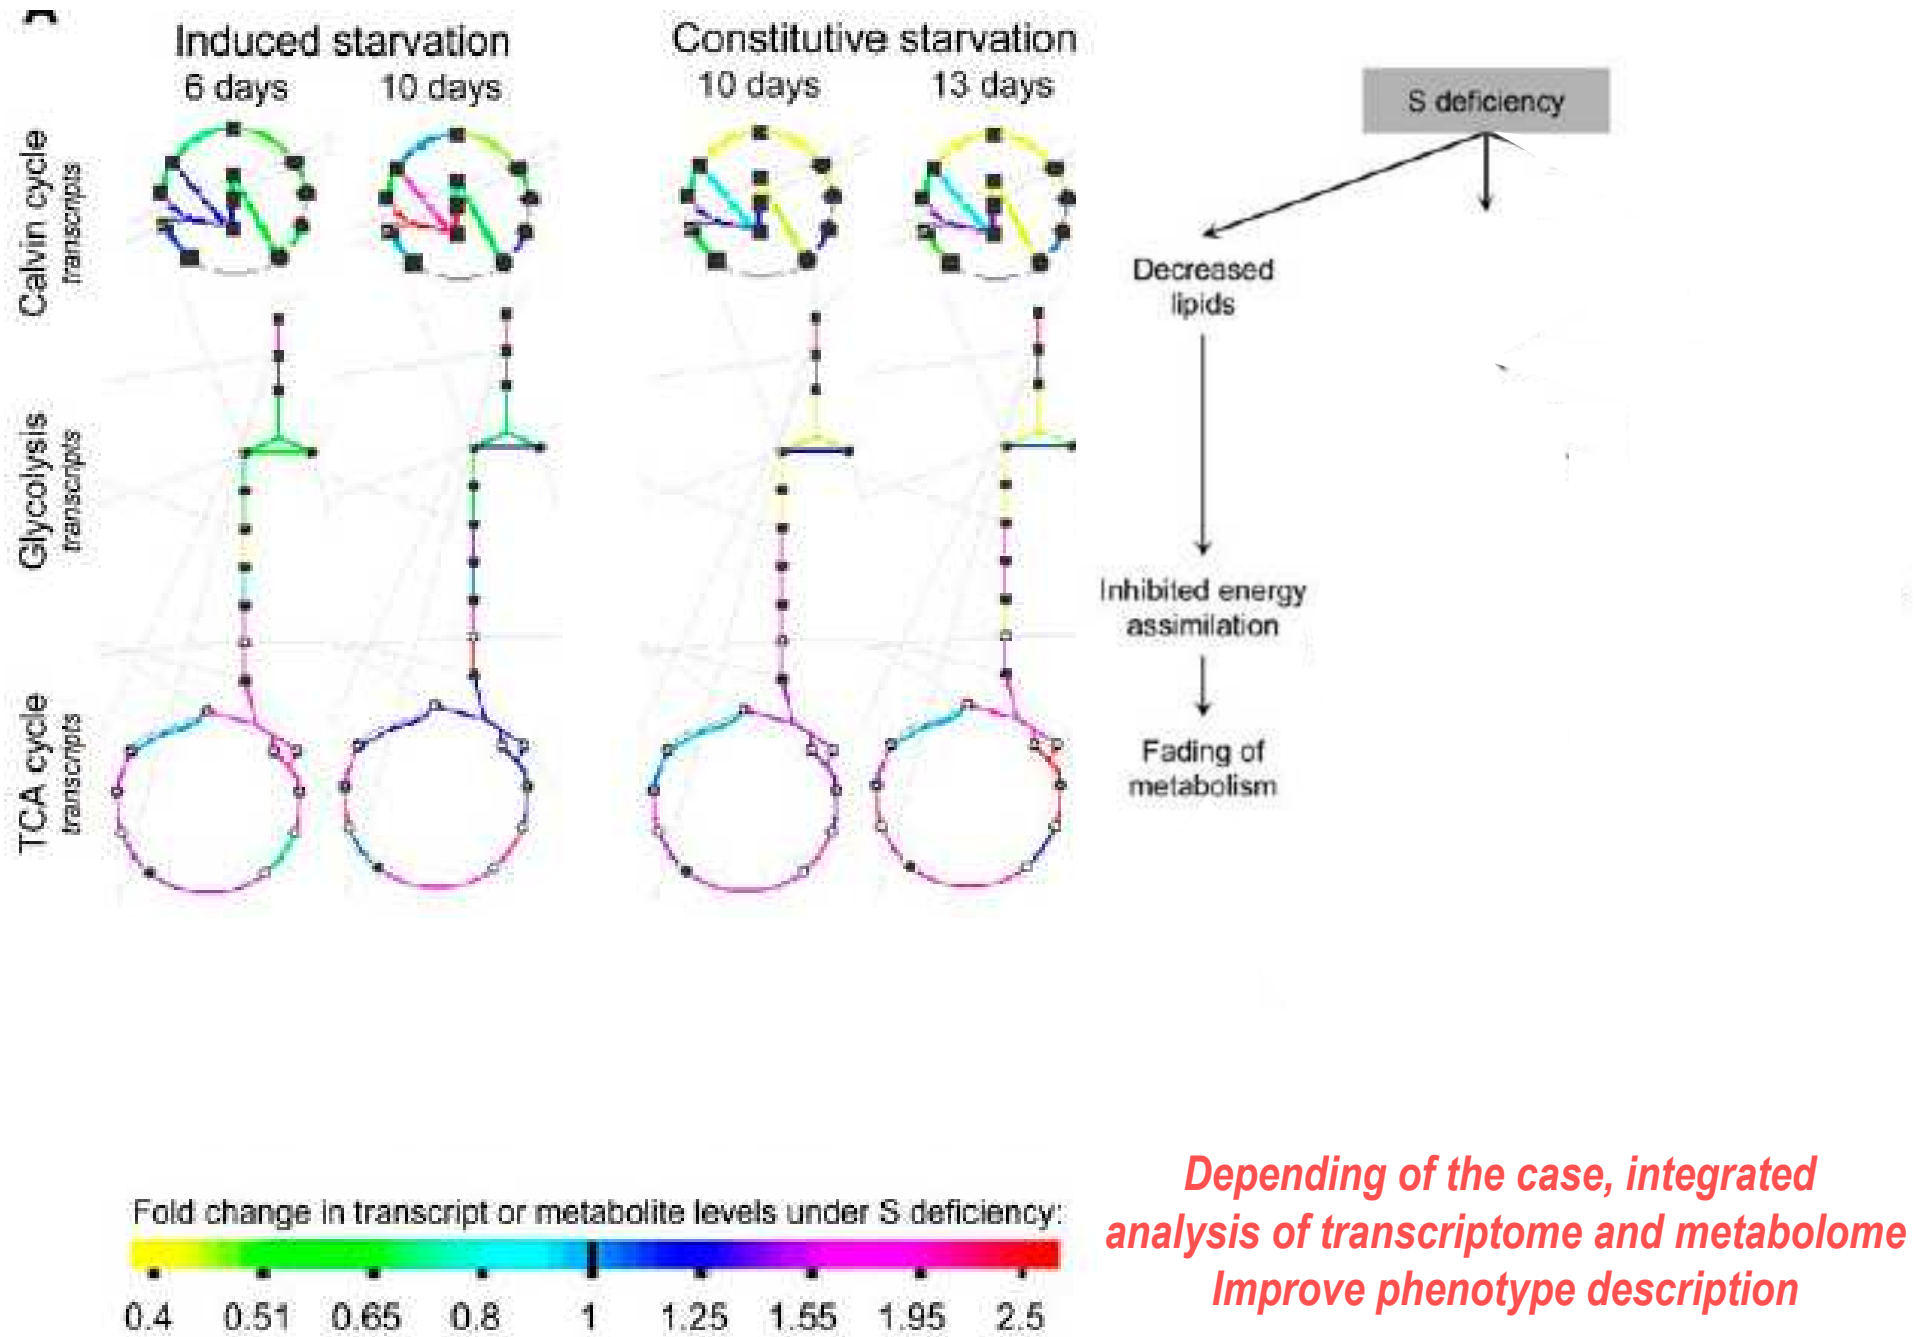 A
Induced starvation
6 days
10 days
Constitutive starvation
10 days
13 days
Calvin cycle
transcripts
Glycolysis
transcripts
TCA cycle
transcripts
S deficiency
Decreased
lipids
Inhibited energy
assimilation
Fading of
metabolism
Fold change in transcript or metabolite levels under S deficiency:
0.4 0.51 0.65 0.8 1 1.25 1.55 1.95 2.5
Depending of the case, integrated
analysis of transcriptome and metabolome
Improve phenotype description